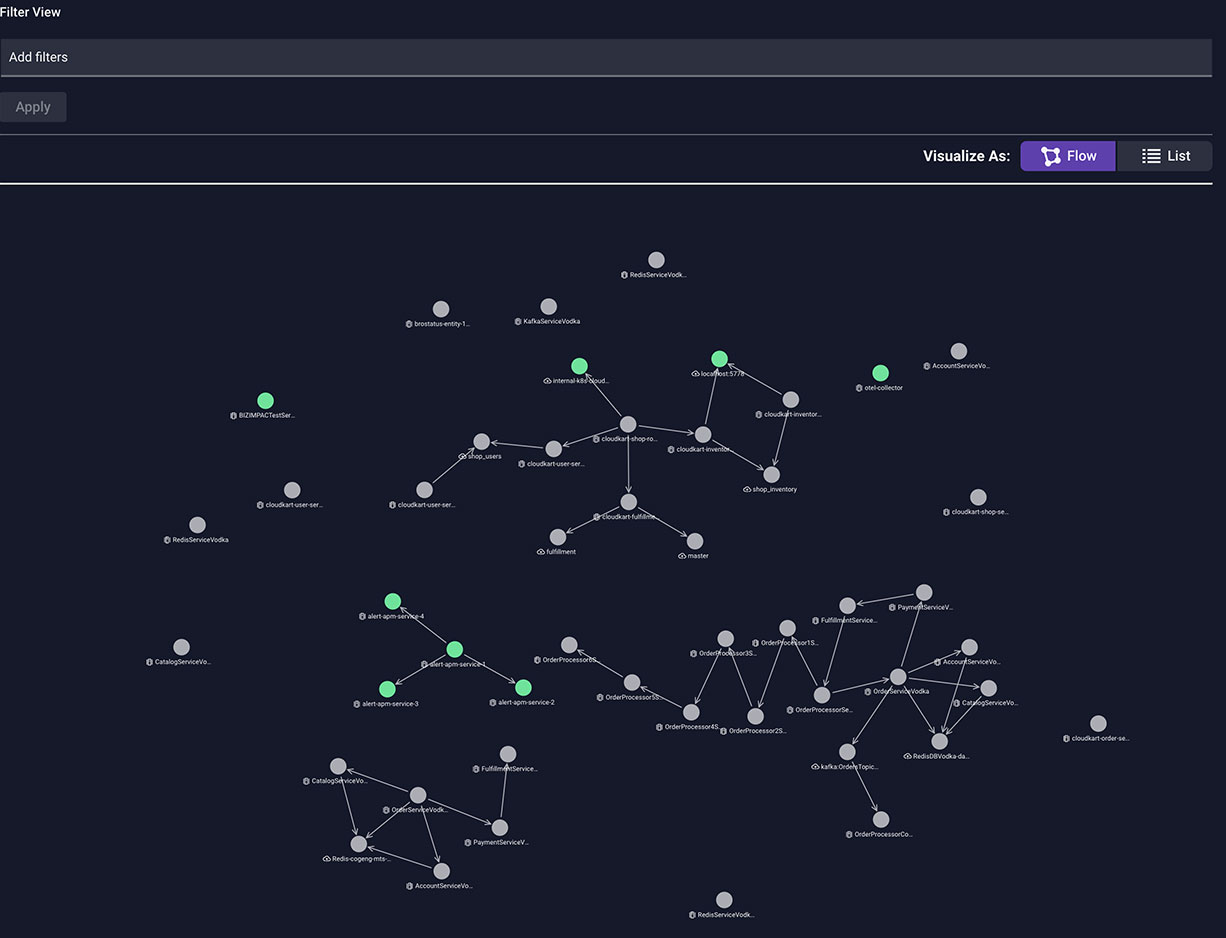 Filter View
Add filters
Apply
Visualize As:
Flow
List
RedisServiceVodk...
brostatus-entity-1...
KafkaServiceVodka
AccountServiceVo...
internal-k8s-cloud...
localhost:5778
otel-collector
BIZIMPACTTestSer...
cloudkart-inventor...
cloudkart-shop-ro...
cloudkart-inventor...
shop_users
cloudkart-user-ser...
shop_inventory
cloudkart-user-ser...
cloudkart-user-ser...
cloudkart-shop-se...
cloudkart-fulfillme...
RedisServiceVodka
fulfillment
master
PaymentServiceV...
alert-apm-service-4
FulfillmentService...
OrderProcessor1S...
OrderProcessor3S...
CatalogServiceVo...
OrderProcessor6S...
alert-apm-service-1
AccountServiceVo...
OrderServiceVodka
OrderProcessor5S...
alert-apm-service-3
alert-apm-service-2
CatalogServiceVo...
OrderProcessorSe...
OrderProcessor4S...
OrderProcessor2S...
cloudkart-order-se...
RedisDBVodka-da...
kafka:OrdersTopic...
FulfillmentService...
CatalogServiceVo...
OrderServiceVodk...
OrderProcessorCo...
PaymentServiceV...
Redis-cogeng-mts-...
AccountServiceVo...
RedisServiceVodk...